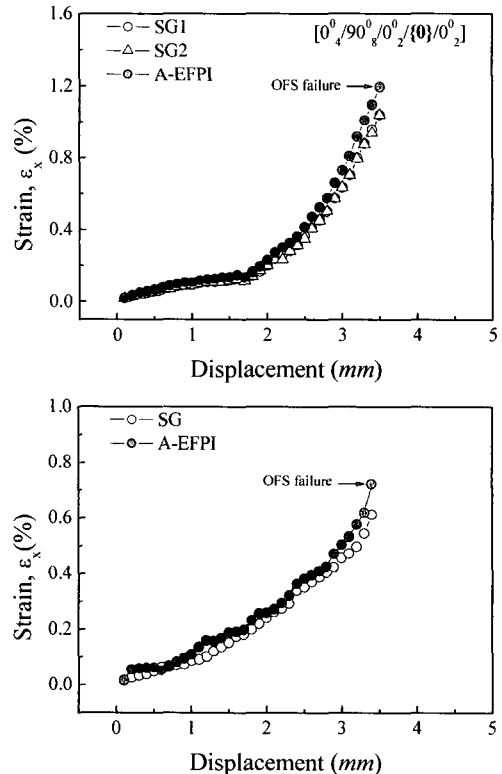 SG1
SG2
A-EFPI
[0⁰₄/90⁰₈/0⁰₂/{0}/0⁰₂]
OFS failure
1.6
1.2
0.8
0.4
0.0
Strain, εₓ (%)
0 1 2 3 4 5
Displacement (mm)
SG
A-EFPI
OFS failure
1.0
0.8
0.6
0.4
0.2
0.0
Strain, εₓ(%)
0 1 2 3 4 5
Displacement (mm)